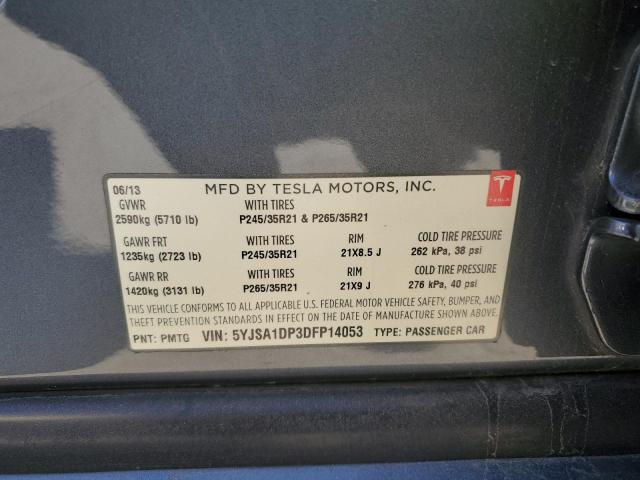 06/13 MFD BY TESLA MOTORS, INC.
TESLA
GVWR WITH TIRES
2590kg (5710 lb) P245/35R21 & P265/35R21
GAWR FRT WITH TIRES RIM COLD TIRE PRESSURE
1235kg (2723 lb) P245/35R21 21X8.5 J 262 kPa, 38 psi
GAWR RR WITH TIRES RIM COLD TIRE PRESSURE
1420kg (3131 lb) P265/35R21 21X9 J 276 kPa, 40 psi
THIS VEHICLE CONFORMS TO ALL APPLICABLE U.S. FEDERAL MOTOR VEHICLE SAFETY, BUMPER, AND
THEFT PREVENTION STANDARDS IN EFFECT ON THE DATE OF MANUFACTURE SHOWN ABOVE.
PNT: PMTG VIN: 5YJSA1DP3DFP14053 TYPE: PASSENGER CAR